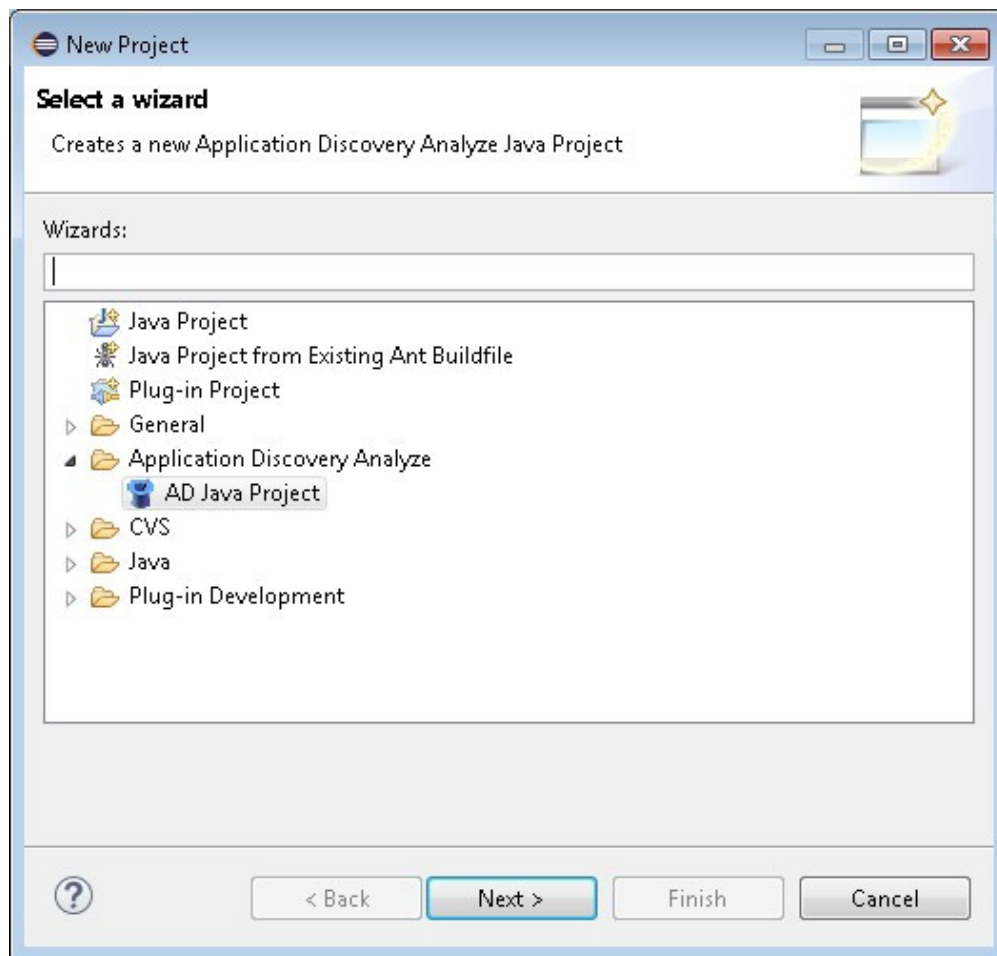 New Project
Select a wizard
Creates a new Application Discovery Analyze Java Project
Wizards:
Java Project
Java Project from Existing Ant Buildfile
Plug-in Project
General
Application Discovery Analyze
AD Java Project
CVS
Java
Plug-in Development
? < Back Next > Finish Cancel